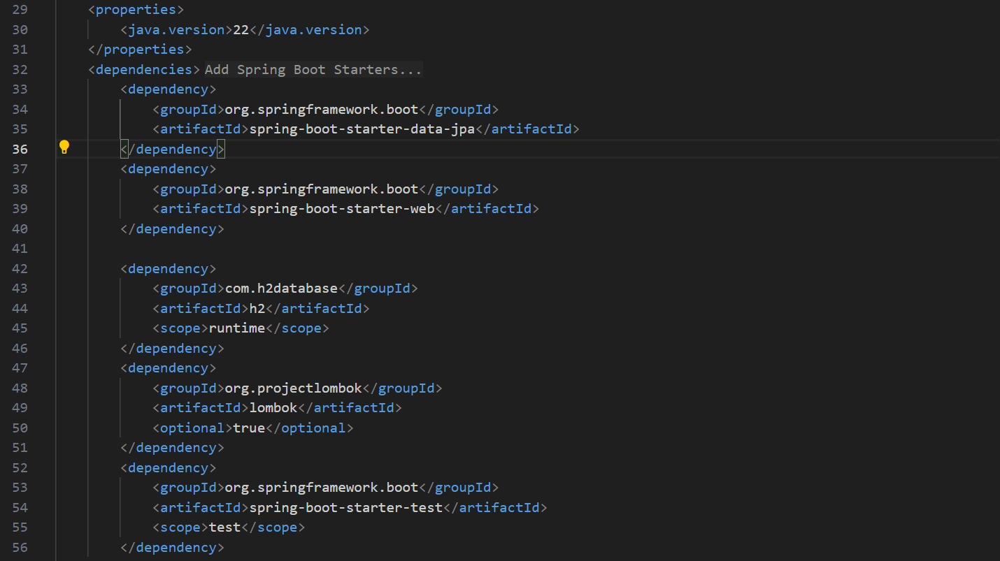 29 <properties>
30 <java.version>22</java.version>
31 </properties>
32 <dependencies> Add Spring Boot Starters...
33 <dependency>
34 <groupId>org.springframework.boot</groupId>
35 <artifactId>spring-boot-starter-data-jpa</artifactId>
36 </dependency>
37 <dependency>
38 <groupId>org.springframework.boot</groupId>
39 <artifactId>spring-boot-starter-web</artifactId>
40 </dependency>
41
42 <dependency>
43 <groupId>com.h2database</groupId>
44 <artifactId>h2</artifactId>
45 <scope>runtime</scope>
46 </dependency>
47 <dependency>
48 <groupId>org.projectlombok</groupId>
49 <artifactId>lombok</artifactId>
50 <optional>true</optional>
51 </dependency>
52 <dependency>
53 <groupId>org.springframework.boot</groupId>
54 <artifactId>spring-boot-starter-test</artifactId>
55 <scope>test</scope>
56 </dependency>